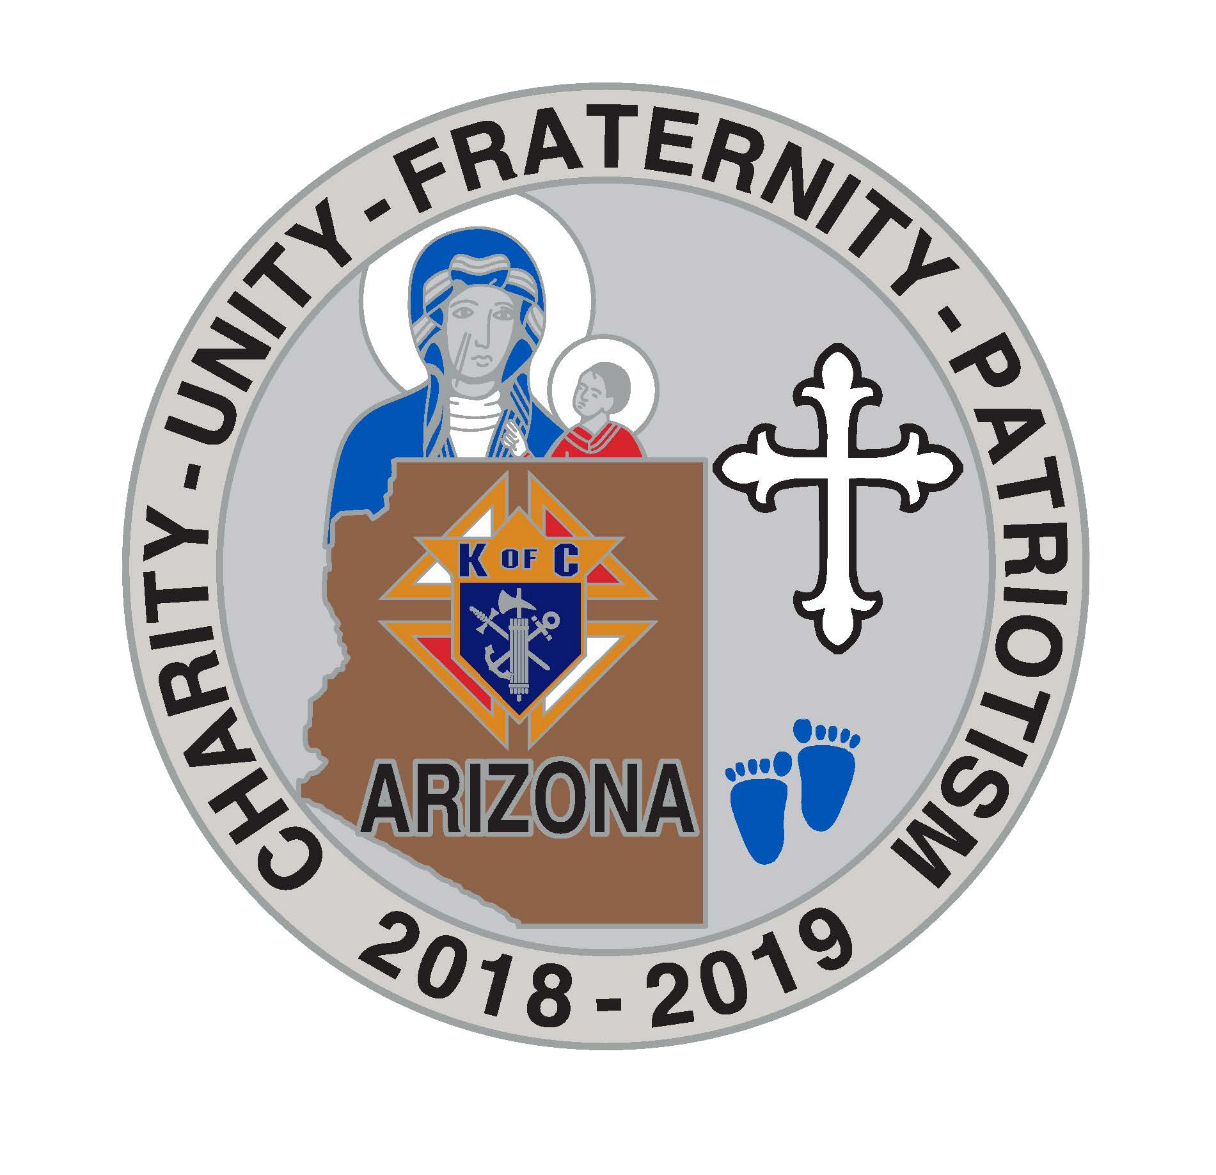 CHARITY-UNITY-FRATERNITY-PATRIOTISM
K OF C
ARIZONA
2018-2019